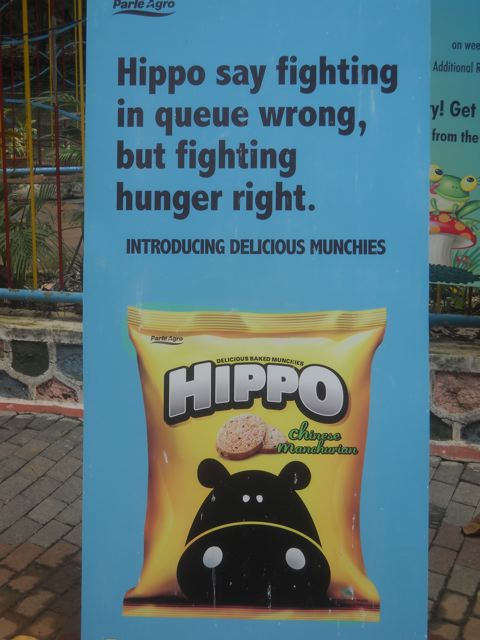 Parle Agro
Hippo say fighting
in queue wrong,
but fighting
hunger right.
INTRODUCING DELICIOUS MUNCHIES
Parle Agro
DELICIOUS BAKED MUNCHIES
HIPPO
Chinese
Manchurian
on wee
Additional R
y! Get
from the